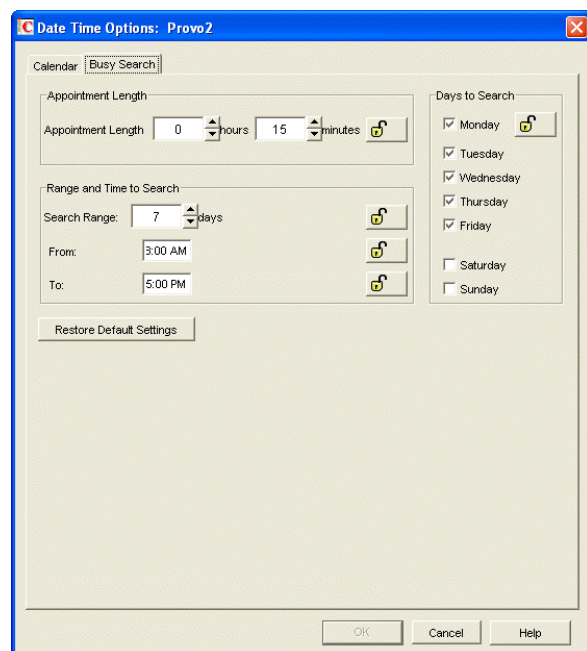 Date Time Options: Provo2
Calendar Busy Search
Appointment Length
Appointment Length 0 hours 15 minutes
Range and Time to Search
Search Range: 7 days
From: 8:00 AM
To: 5:00 PM
Restore Default Settings
Days to Search
Monday
Tuesday
Wednesday
Thursday
Friday
Saturday
Sunday
OK Cancel Help